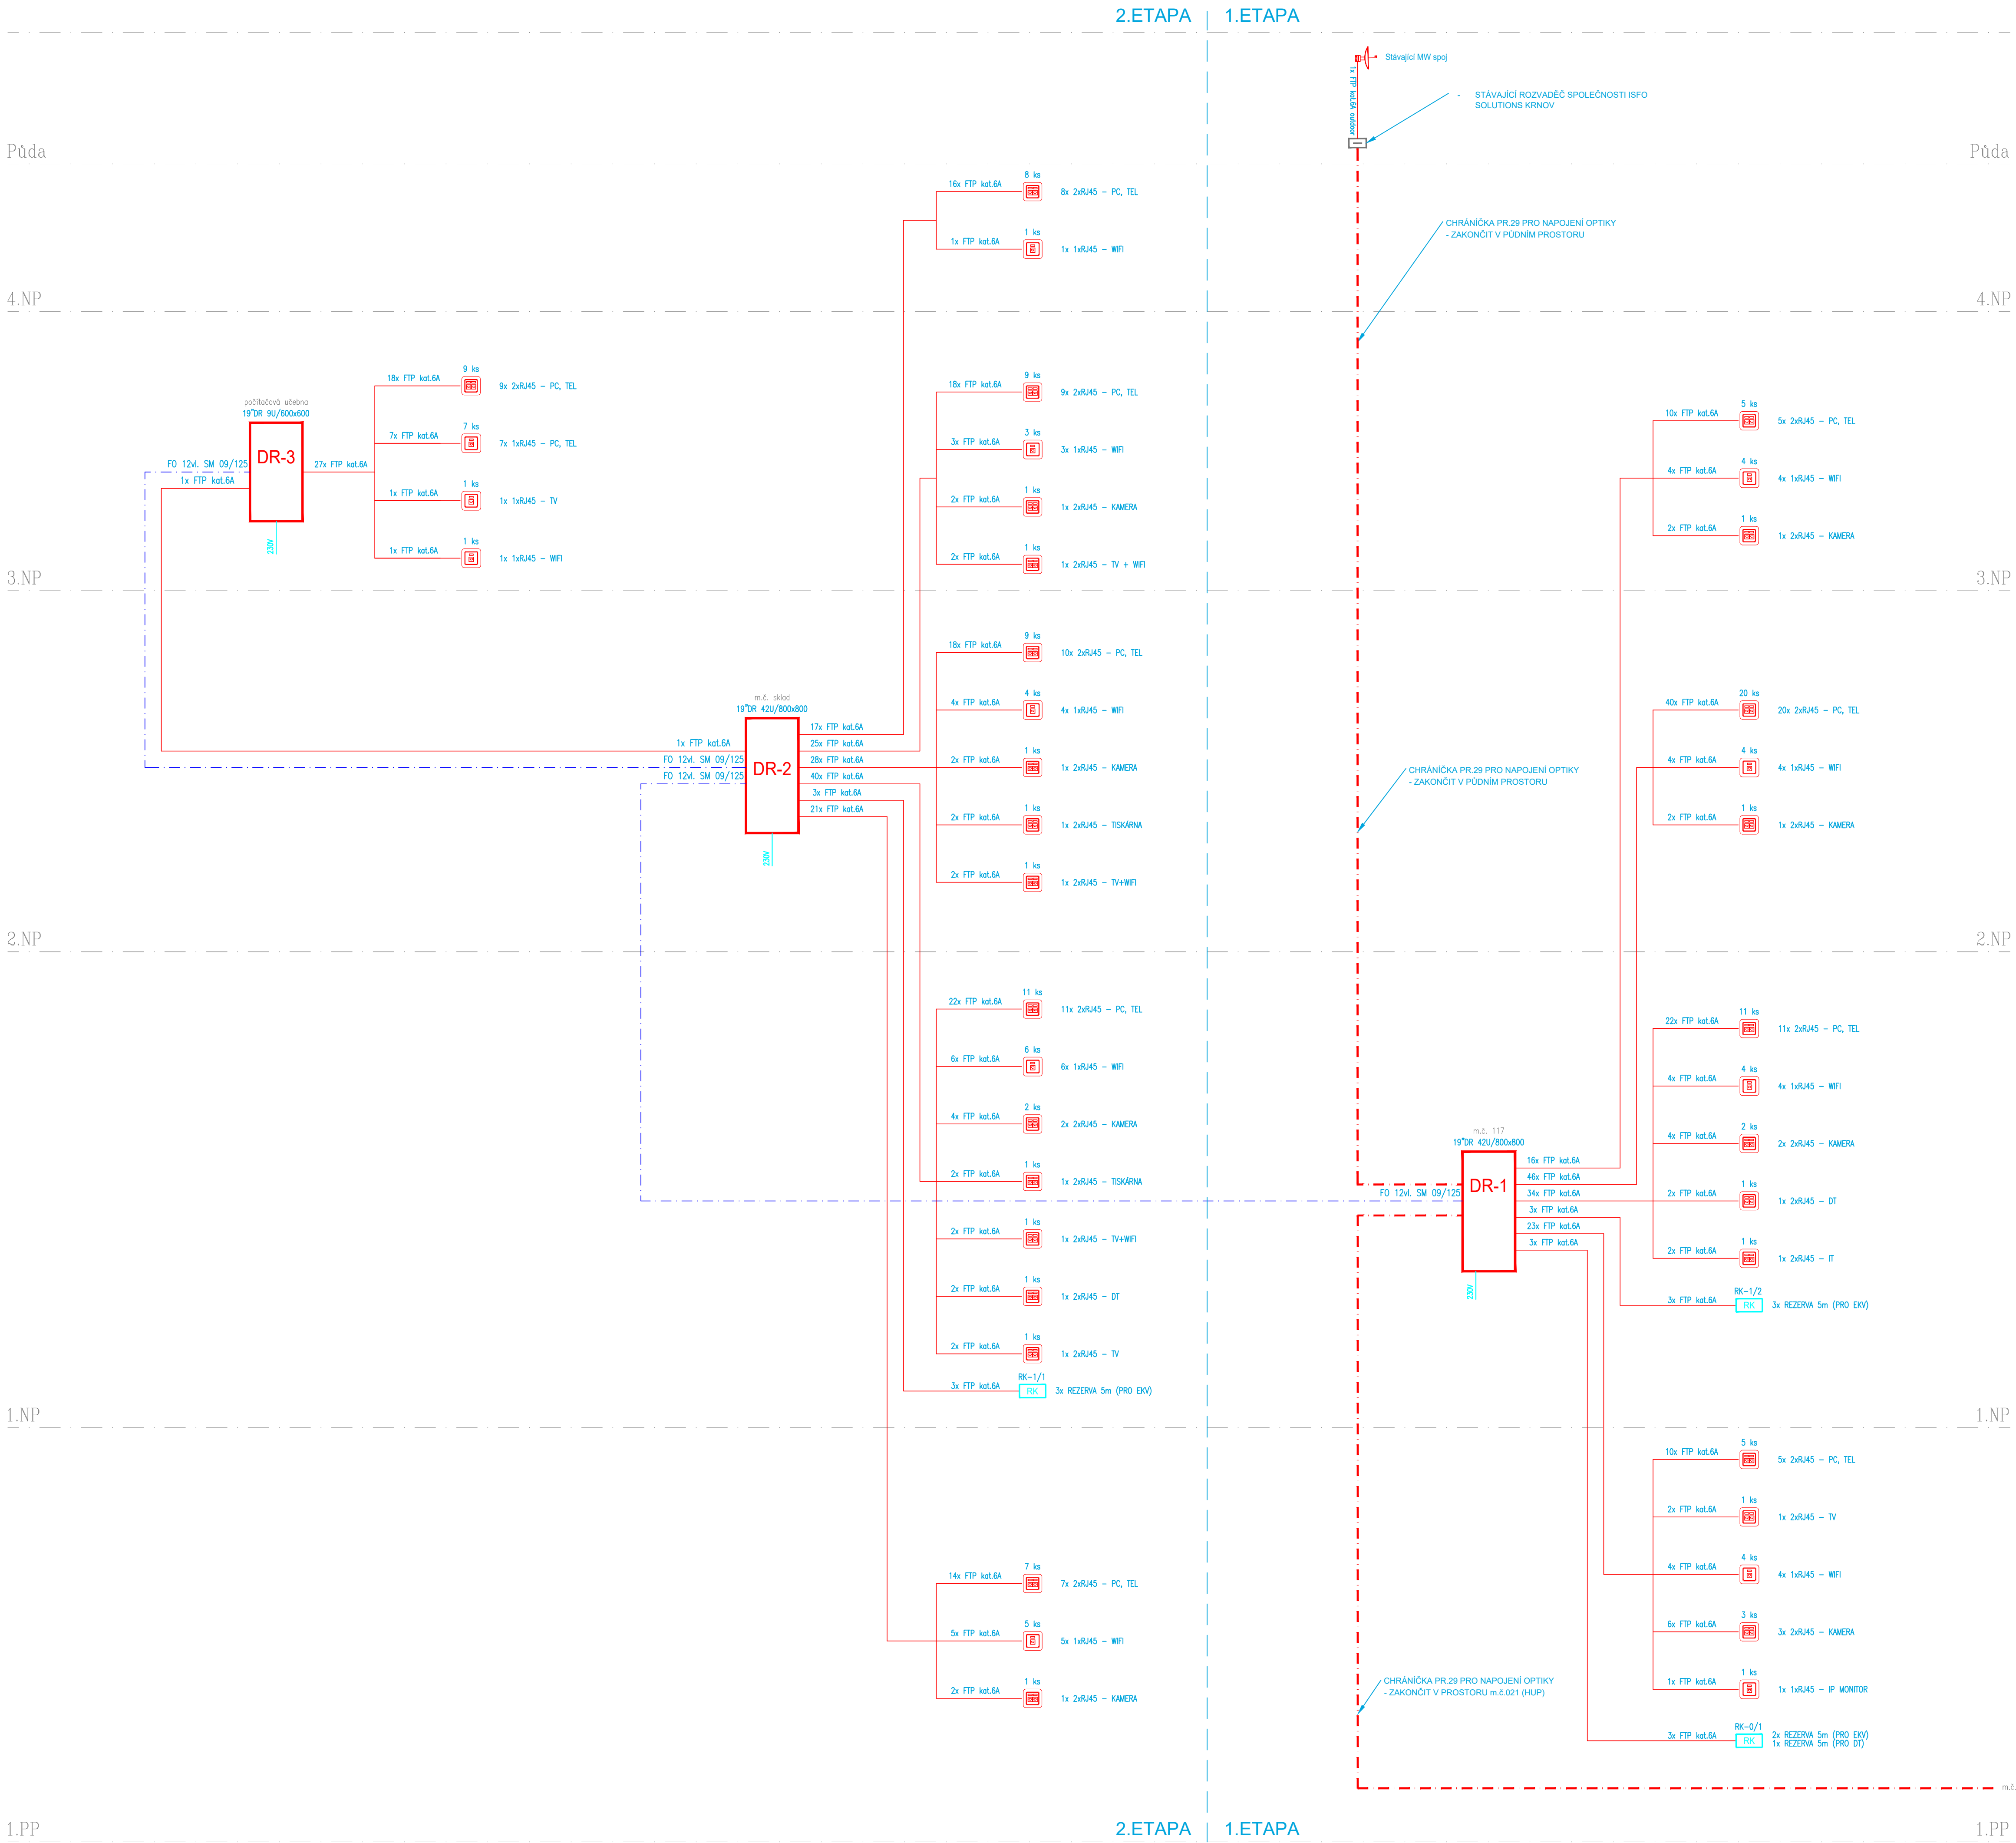 2.ETAPA
1.ETAPA
Stávající MW spoj
1x FTP kat.6A outdoor
- STÁVAJÍCÍ ROZVADĚČ SPOLEČNOSTI ISFO
SOLUTIONS KRNOV
Půda
Půda
16x FTP kat.6A
8 ks
8x 2xRJ45 - PC, TEL
1x FTP kat.6A
1 ks
1x 1xRJ45 - WIFI
CHRÁNÍČKA PR.29 PRO NAPOJENÍ OPTIKY
- ZAKONČIT V PŮDNÍM PROSTORU
4.NP
4.NP
počítačová učebna
19"DR 9U/600x600
DR-3
FO 12vl. SM 09/125
1x FTP kat.6A
27x FTP kat.6A
230V
18x FTP kat.6A
9 ks
9x 2xRJ45 - PC, TEL
7x FTP kat.6A
7 ks
7x 1xRJ45 - PC, TEL
1x FTP kat.6A
1 ks
1x 1xRJ45 - TV
1x FTP kat.6A
1 ks
1x 1xRJ45 - WIFI
18x FTP kat.6A
9 ks
9x 2xRJ45 - PC, TEL
3x FTP kat.6A
3 ks
3x 1xRJ45 - WIFI
2x FTP kat.6A
1 ks
1x 2xRJ45 - KAMERA
2x FTP kat.6A
1 ks
1x 2xRJ45 - TV + WIFI
10x FTP kat.6A
5 ks
5x 2xRJ45 - PC, TEL
4x FTP kat.6A
4 ks
4x 1xRJ45 - WIFI
2x FTP kat.6A
1 ks
1x 2xRJ45 - KAMERA
3.NP
3.NP
m.č. sklad
19"DR 42U/800x800
DR-2
1x FTP kat.6A
FO 12vl. SM 09/125
FO 12vl. SM 09/125
17x FTP kat.6A
25x FTP kat.6A
28x FTP kat.6A
40x FTP kat.6A
3x FTP kat.6A
21x FTP kat.6A
230V
18x FTP kat.6A
9 ks
10x 2xRJ45 - PC, TEL
4x FTP kat.6A
4 ks
4x 1xRJ45 - WIFI
2x FTP kat.6A
1 ks
1x 2xRJ45 - KAMERA
2x FTP kat.6A
1 ks
1x 2xRJ45 - TISKÁRNA
2x FTP kat.6A
1 ks
1x 2xRJ45 - TV+WIFI
CHRÁNÍČKA PR.29 PRO NAPOJENÍ OPTIKY
- ZAKONČIT V PŮDNÍM PROSTORU
40x FTP kat.6A
20 ks
20x 2xRJ45 - PC, TEL
4x FTP kat.6A
4 ks
4x 1xRJ45 - WIFI
2x FTP kat.6A
1 ks
1x 2xRJ45 - KAMERA
2.NP
2.NP
22x FTP kat.6A
11 ks
11x 2xRJ45 - PC, TEL
6x FTP kat.6A
6 ks
6x 1xRJ45 - WIFI
4x FTP kat.6A
2 ks
2x 2xRJ45 - KAMERA
2x FTP kat.6A
1 ks
1x 2xRJ45 - TISKÁRNA
2x FTP kat.6A
1 ks
1x 2xRJ45 - TV+WIFI
2x FTP kat.6A
1 ks
1x 2xRJ45 - DT
2x FTP kat.6A
1 ks
1x 2xRJ45 - TV
3x FTP kat.6A
RK-1/1
RK
3x REZERVA 5m (PRO EKV)
m.č. 117
19"DR 42U/800x800
DR-1
FO 12vl. SM 09/125
16x FTP kat.6A
46x FTP kat.6A
34x FTP kat.6A
3x FTP kat.6A
23x FTP kat.6A
3x FTP kat.6A
230V
22x FTP kat.6A
11 ks
11x 2xRJ45 - PC, TEL
4x FTP kat.6A
4 ks
4x 1xRJ45 - WIFI
4x FTP kat.6A
2 ks
2x 2xRJ45 - KAMERA
2x FTP kat.6A
1 ks
1x 2xRJ45 - DT
2x FTP kat.6A
1 ks
1x 2xRJ45 - IT
3x FTP kat.6A
RK-1/2
RK
3x REZERVA 5m (PRO EKV)
1.NP
1.NP
14x FTP kat.6A
7 ks
7x 2xRJ45 - PC, TEL
5x FTP kat.6A
5 ks
5x 1xRJ45 - WIFI
2x FTP kat.6A
1 ks
1x 2xRJ45 - KAMERA
CHRÁNÍČKA PR.29 PRO NAPOJENÍ OPTIKY
- ZAKONČIT V PROSTORU m.č.021 (HUP)
10x FTP kat.6A
5 ks
5x 2xRJ45 - PC, TEL
2x FTP kat.6A
1 ks
1x 2xRJ45 - TV
4x FTP kat.6A
4 ks
4x 1xRJ45 - WIFI
6x FTP kat.6A
3 ks
3x 2xRJ45 - KAMERA
1x FTP kat.6A
1 ks
1x 1xRJ45 - IP MONITOR
3x FTP kat.6A
RK-0/1
RK
2x REZERVA 5m (PRO EKV)
1x REZERVA 5m (PRO DT)
m.č.
1.PP
2.ETAPA
1.ETAPA
1.PP